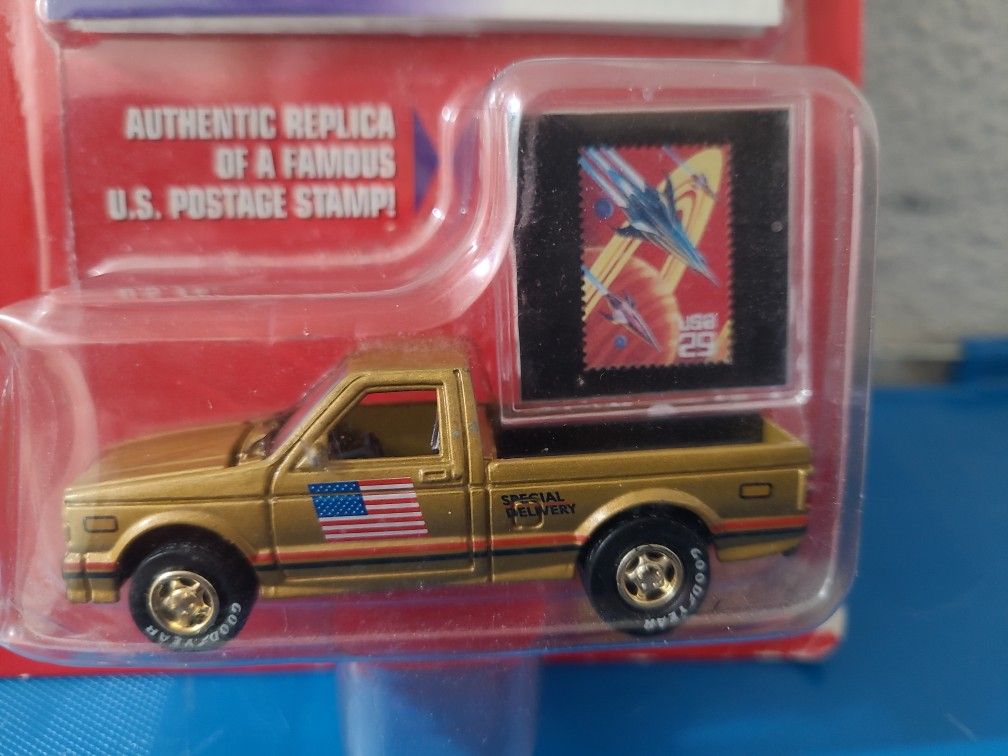 AUTHENTIC REPLICA
OF A FAMOUS
U.S. POSTAGE STAMP!
USA
29
SPECIAL
DELIVERY
GOODYEAR
GOODYEAR